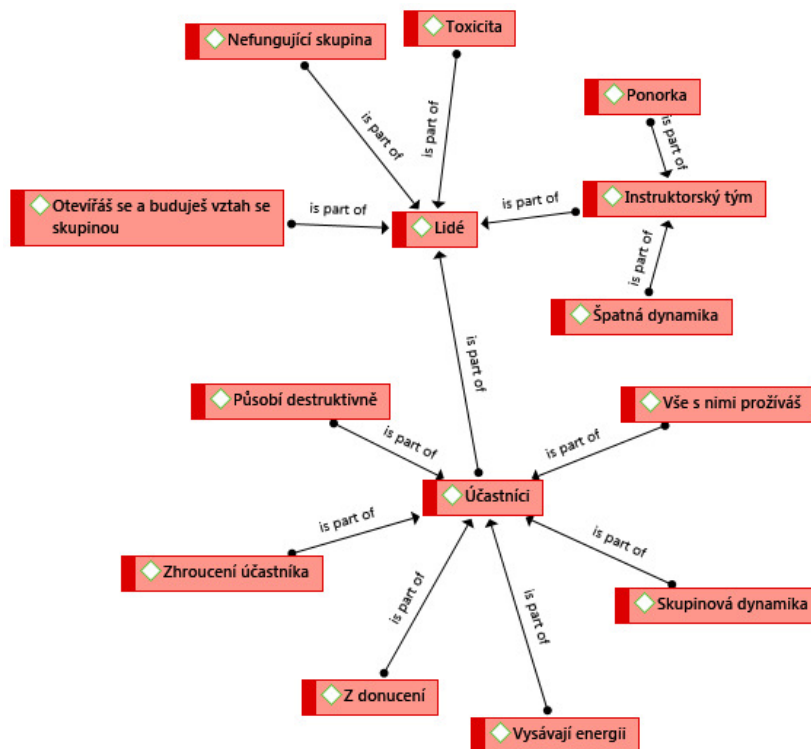 Toxicita
Nefungující skupina
Ponorka
is part of
is part of
is part of
Otevíráš se a buduješ vztah se
skupinou
is part of
Lidé
is part of
Instruktorský tým
is part of
Špatná dynamika
is part of
Působí destruktivně
Vše s nimi prožíváš
is part of
is part of
Účastníci
is part of
Zhroucení účastníka
is part of
Skupinová dynamika
is part of
is part of
Z donucení
Vysávají energii